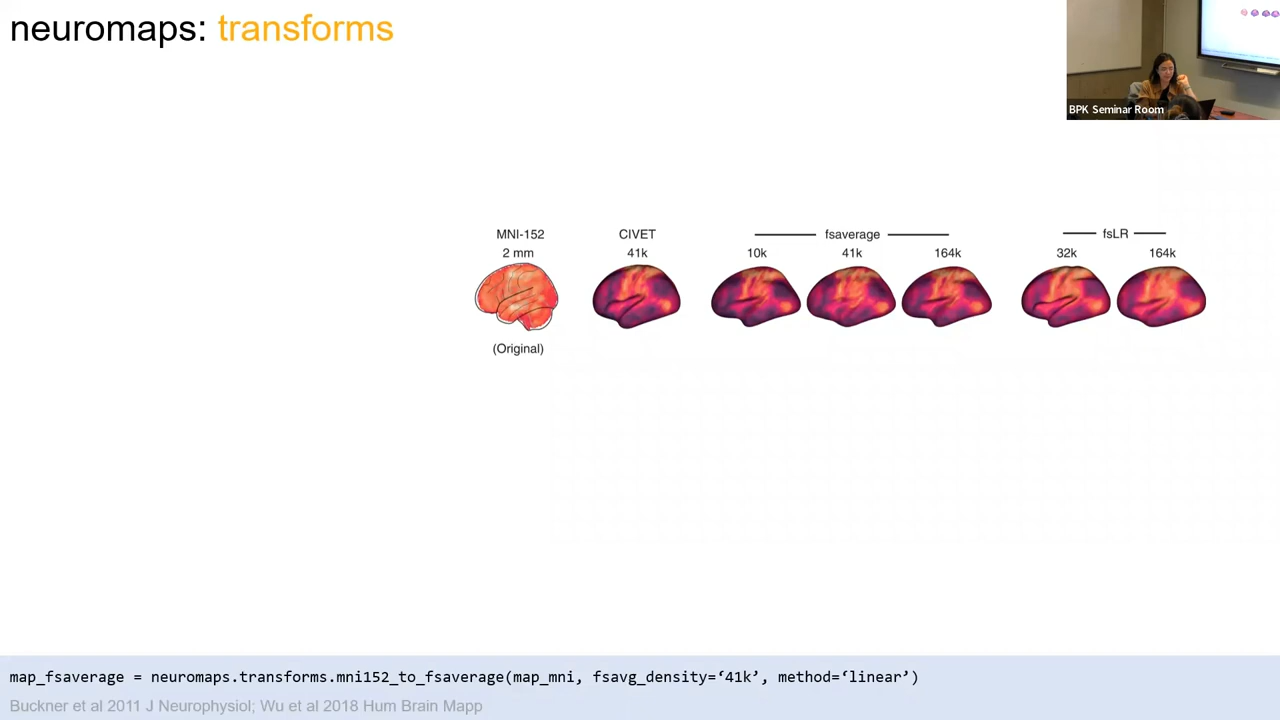 neuromaps: transforms
BPK Seminar Room
MNI-152
2 mm
(Original)
CIVET
41k
fsaverage
10k 41k 164k
fsLR
32k 164k
map_fsaverage = neuromaps.transforms.mni152_to_fsaverage(map_mni, fsavg_density=‘41k’, method=‘linear’)
Buckner et al 2011 J Neurophysiol; Wu et al 2018 Hum Brain Mapp